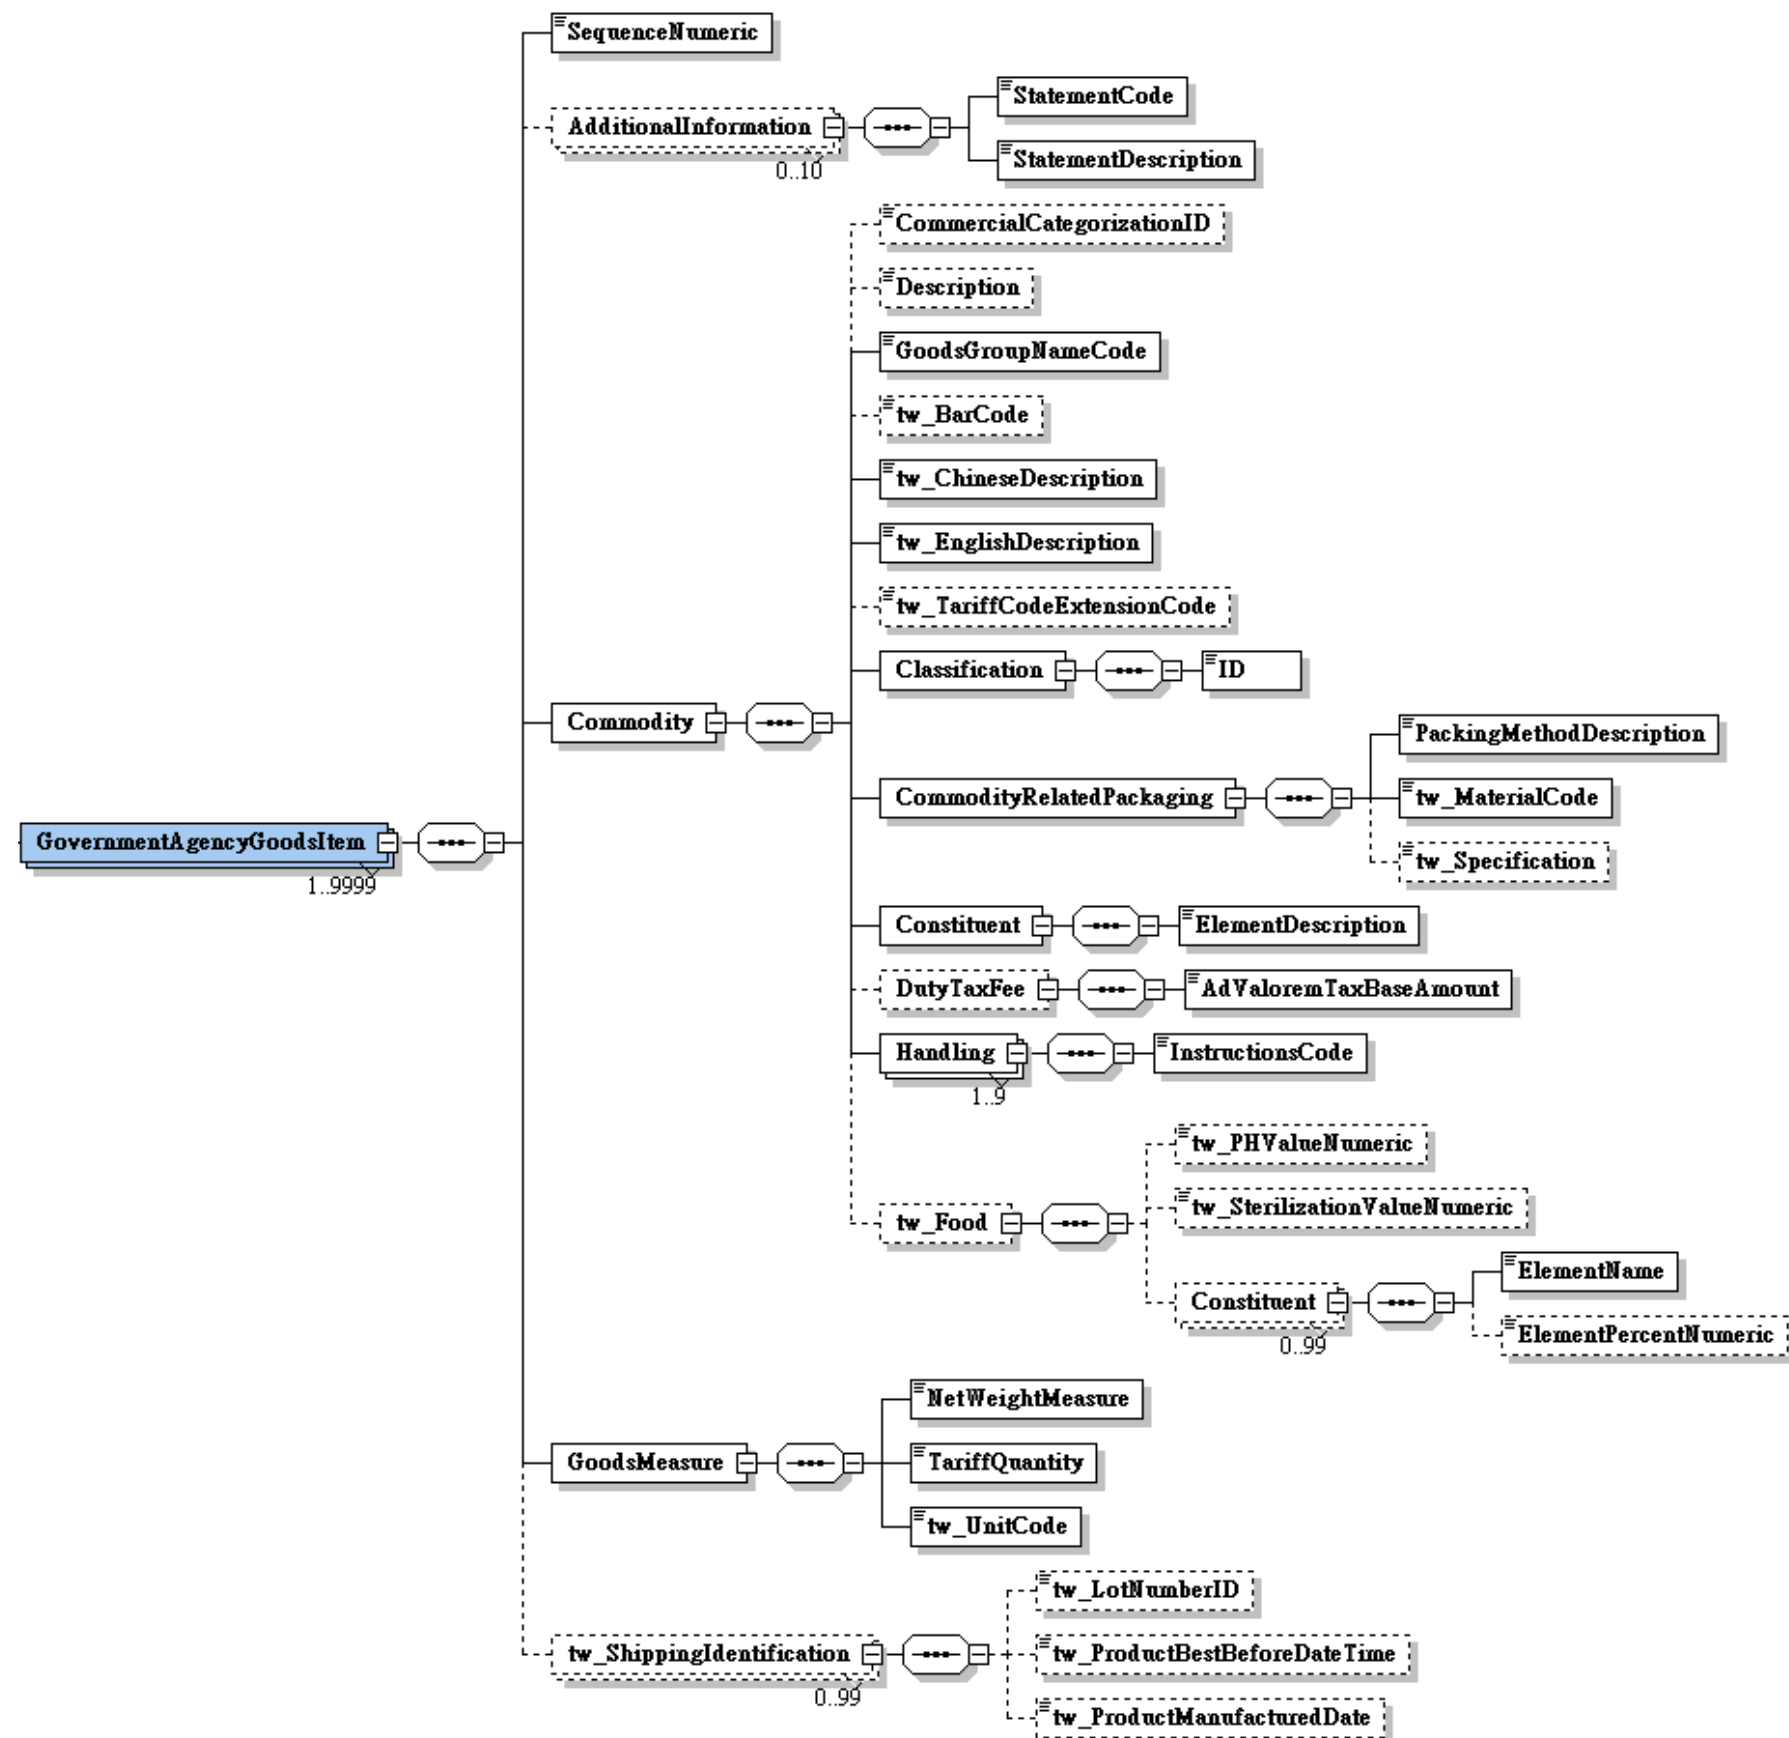 SequenceNumeric
AdditionalInformation
0..10
StatementCode
StatementDescription
CommercialCategorizationID
Description
GoodsGroupNameCode
tw_BarCode
tw_ChineseDescription
tw_EnglishDescription
tw_TariffCodeExtensionCode
Classification
ID
Commodity
PackingMethodDescription
CommodityRelatedPackaging
tw_MaterialCode
tw_Specification
GovernmentAgencyGoodsItem
1..9999
Constituent
ElementDescription
DutyTaxFee
AdValoremTaxBaseAmount
Handling
1..9
InstructionsCode
tw_PHValueNumeric
tw_Food
tw_SterilizationValueNumeric
Constituent
0..99
ElementName
ElementPercentNumeric
NetWeightMeasure
GoodsMeasure
TariffQuantity
tw_UnitCode
tw_LotNumberID
tw_ShippingIdentification
0..99
tw_ProductBestBeforeDateTime
tw_ProductManufacturedDate